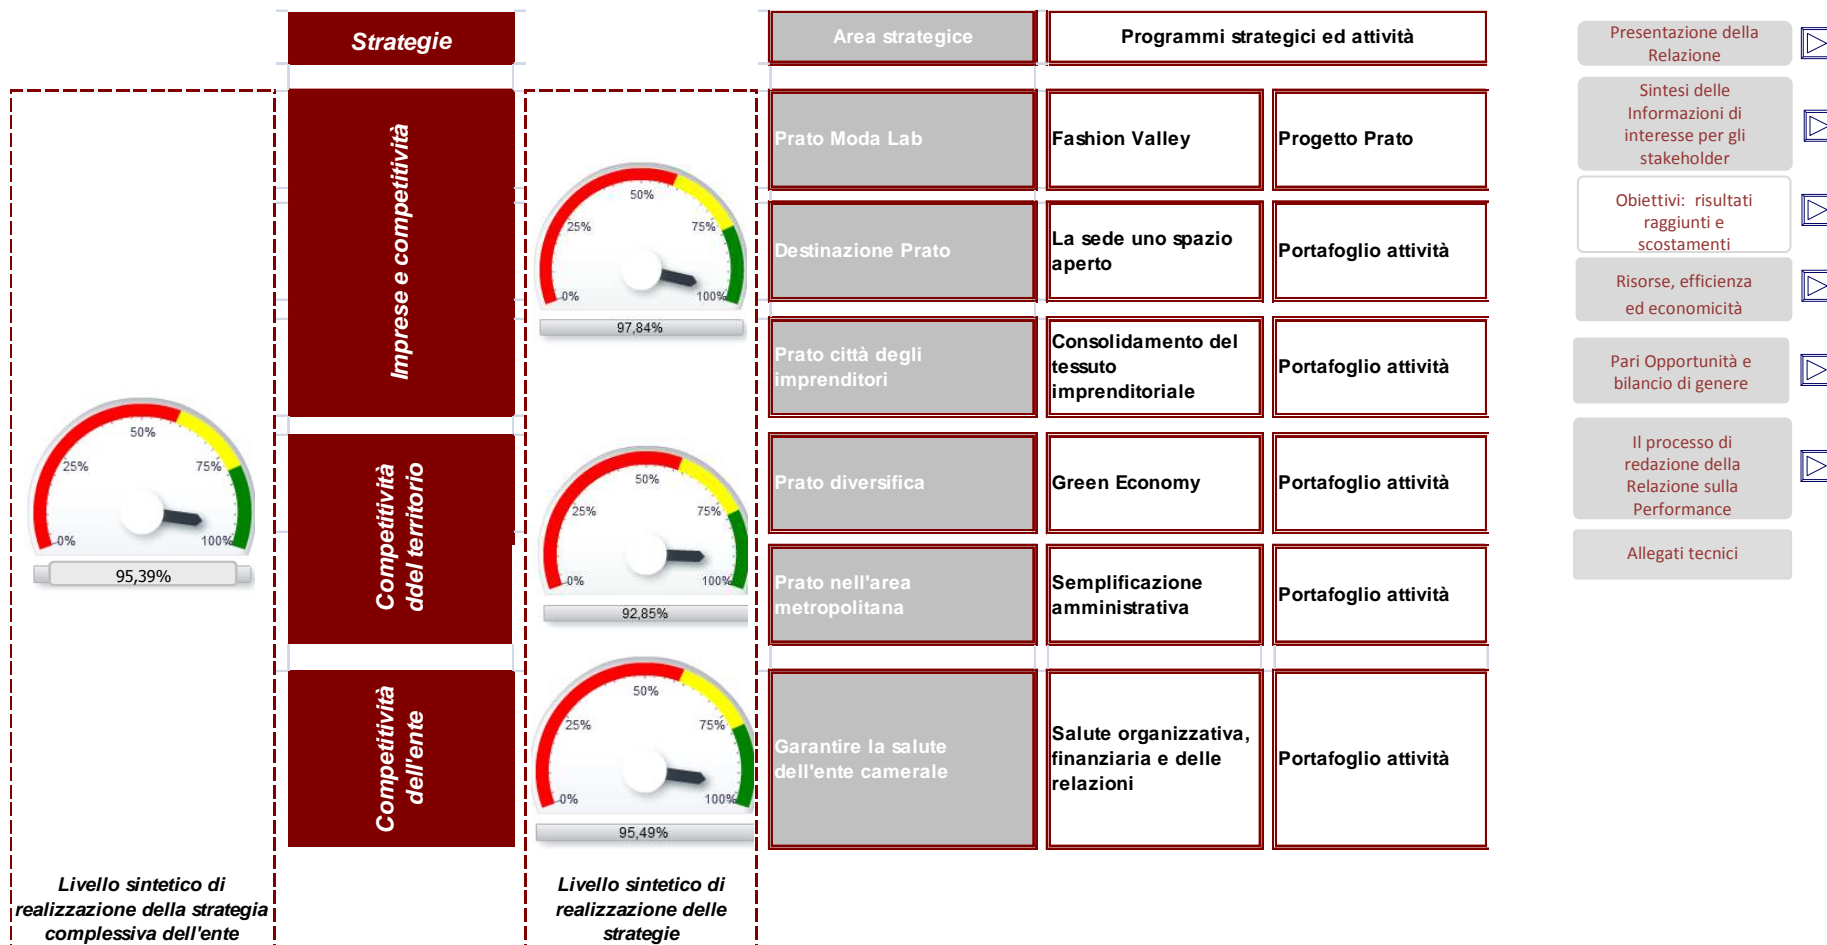 Strategie
Area strategice
Programmi strategici ed attività
Imprese e competitività
50%
25%
75%
0%
100%
97,84%
Prato Moda Lab
Fashion Valley
Progetto Prato
Destinazione Prato
La sede uno spazio
aperto
Portafoglio attività
Prato città degli
imprenditori
Consolidamento del
tessuto
imprenditoriale
Portafoglio attività
50%
25%
75%
0%
100%
95,39%
Competitività
ddel territorio
50%
25%
75%
0%
100%
92,85%
Prato diversifica
Green Economy
Portafoglio attività
Prato nell'area
metropolitana
Semplificazione
amministrativa
Portafoglio attività
Competitività
dell'ente
50%
25%
75%
0%
100%
95,49%
Garantire la salute
dell'ente camerale
Salute organizzativa,
finanziaria e delle
relazioni
Portafoglio attività
Livello sintetico di
realizzazione della strategia
complessiva dell'ente
Livello sintetico di
realizzazione delle
strategie
Presentazione della
Relazione
Sintesi delle
Informazioni di
interesse per gli
stakeholder
Obiettivi: risultati
raggiunti e
scostamenti
Risorse, efficienza
ed economicità
Pari Opportunità e
bilancio di genere
Il processo di
redazione della
Relazione sulla
Performance
Allegati tecnici